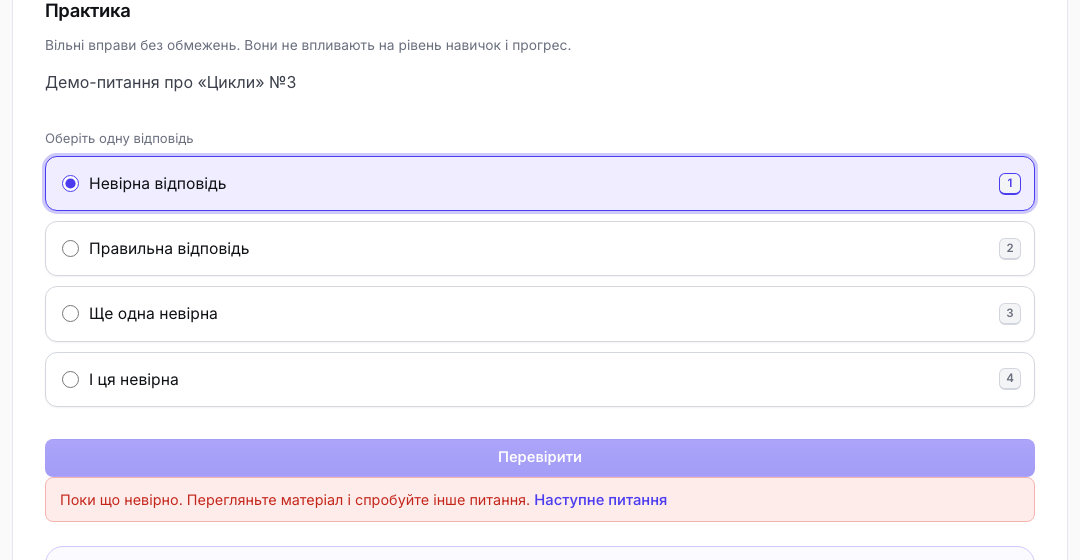 Практика
Вільні вправи без обмежень. Вони не впливають на рівень навичок і прогрес.
Демо-питання про «Цикли» №3
Оберіть одну відповідь
Невірна відповідь 1
Правильна відповідь 2
Ще одна невірна 3
І ця невірна 4
Перевірити
Поки що невірно. Перегляньте матеріал і спробуйте інше питання. Наступне питання